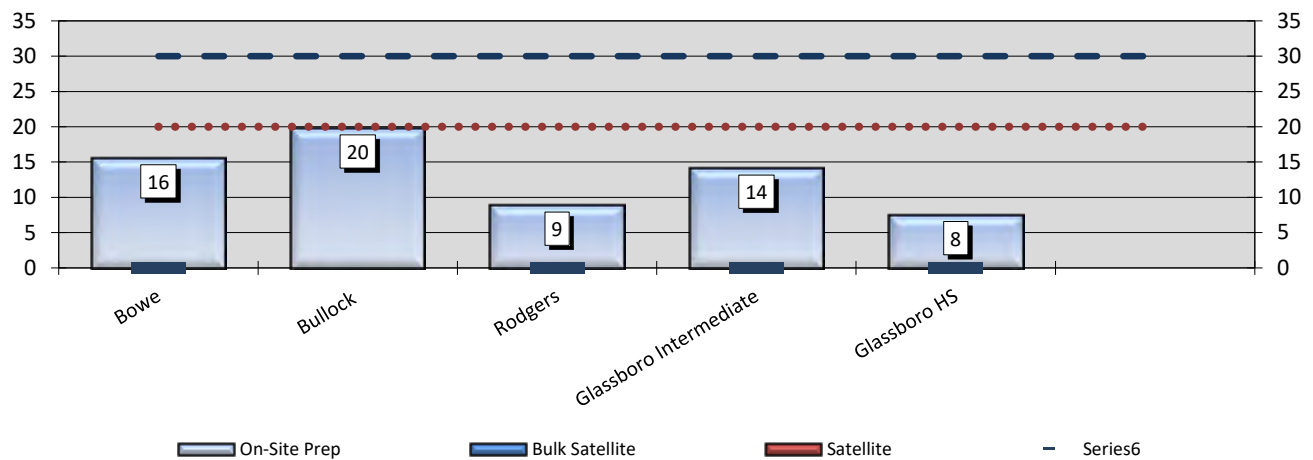 35 35
30 30
25 25
20 20
15 15
10 10
5 5
0 0
16
20
9
14
8
Bowe
Bullock
Rodgers
Glassboro Intermediate
Glassboro HS
On-Site Prep Bulk Satellite Satellite Series6